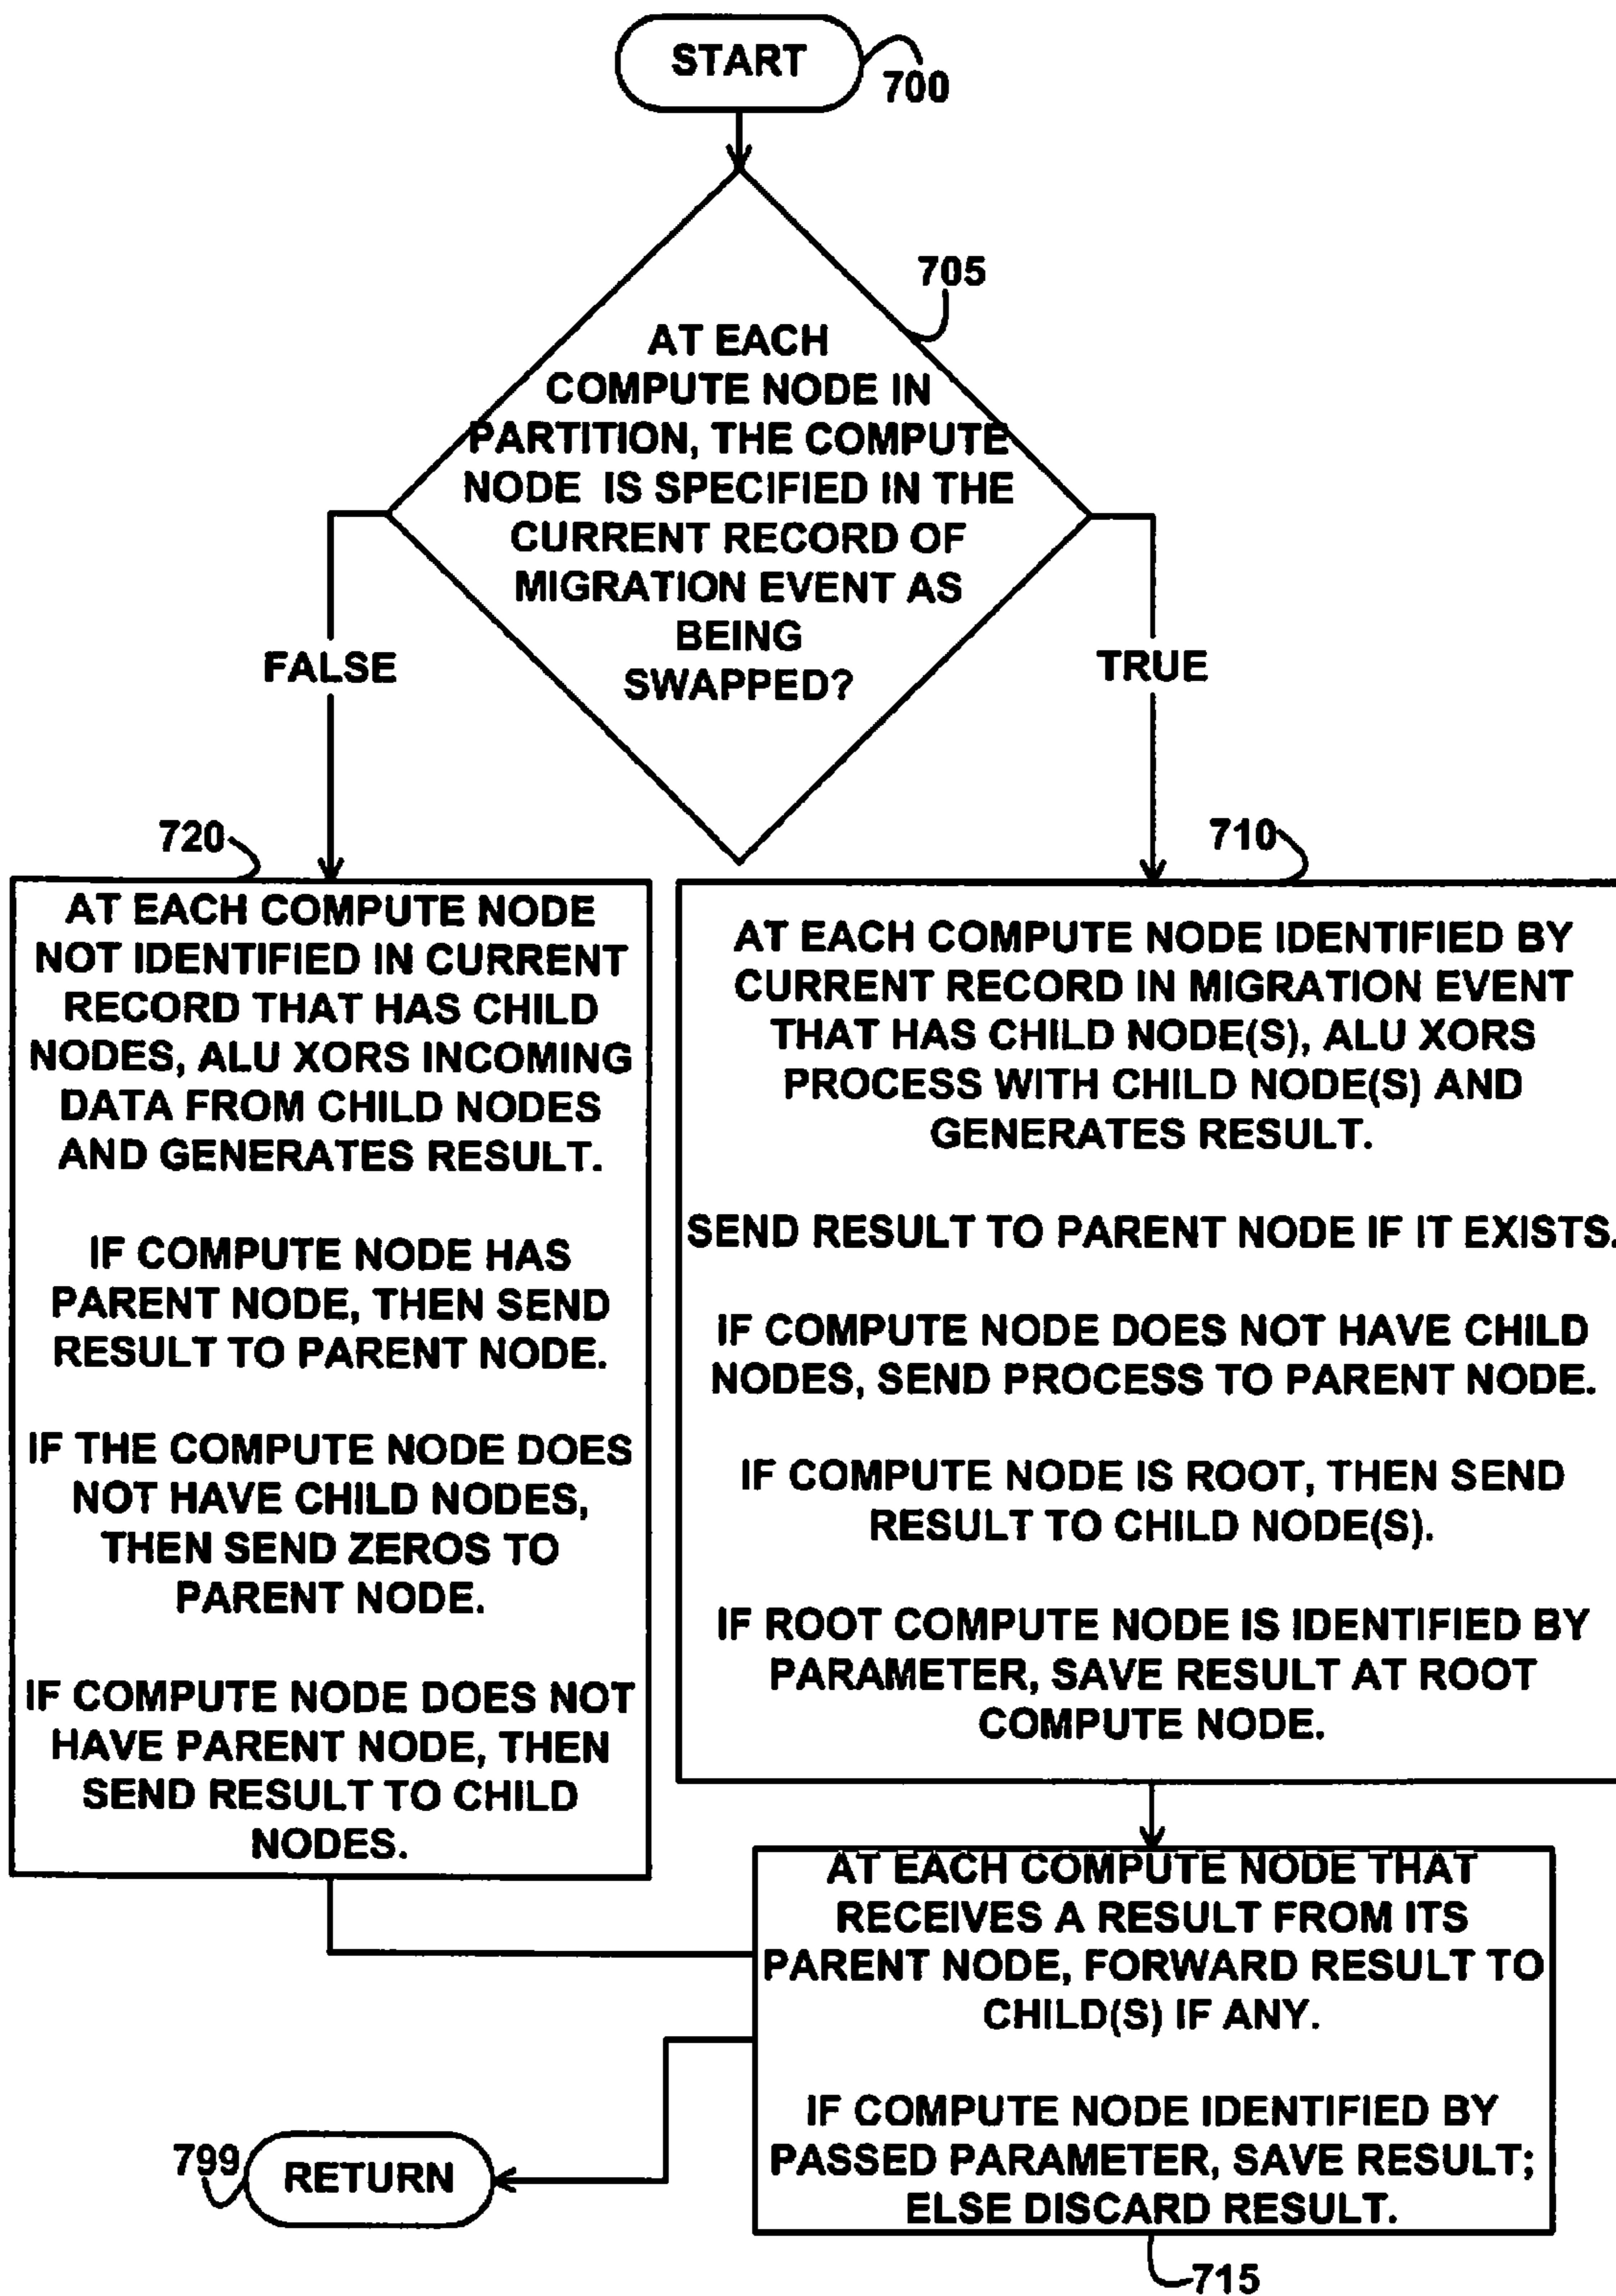 START
700
705
AT EACH
COMPUTE NODE IN
PARTITION, THE COMPUTE
NODE IS SPECIFIED IN THE
CURRENT RECORD OF
MIGRATION EVENT AS
BEING
SWAPPED?
FALSE
TRUE
720
AT EACH COMPUTE NODE
NOT IDENTIFIED IN CURRENT
RECORD THAT HAS CHILD
NODES, ALU XORS INCOMING
DATA FROM CHILD NODES
AND GENERATES RESULT.
IF COMPUTE NODE HAS
PARENT NODE, THEN SEND
RESULT TO PARENT NODE.
IF THE COMPUTE NODE DOES
NOT HAVE CHILD NODES,
THEN SEND ZEROS TO
PARENT NODE.
IF COMPUTE NODE DOES NOT
HAVE PARENT NODE, THEN
SEND RESULT TO CHILD
NODES.
710
AT EACH COMPUTE NODE IDENTIFIED BY
CURRENT RECORD IN MIGRATION EVENT
THAT HAS CHILD NODE(S), ALU XORS
PROCESS WITH CHILD NODE(S) AND
GENERATES RESULT.
SEND RESULT TO PARENT NODE IF IT EXISTS.
IF COMPUTE NODE DOES NOT HAVE CHILD
NODES, SEND PROCESS TO PARENT NODE.
IF COMPUTE NODE IS ROOT, THEN SEND
RESULT TO CHILD NODE(S).
IF ROOT COMPUTE NODE IS IDENTIFIED BY
PARAMETER, SAVE RESULT AT ROOT
COMPUTE NODE.
AT EACH COMPUTE NODE THAT
RECEIVES A RESULT FROM ITS
PARENT NODE, FORWARD RESULT TO
CHILD(S) IF ANY.
IF COMPUTE NODE IDENTIFIED BY
PASSED PARAMETER, SAVE RESULT;
ELSE DISCARD RESULT.
715
799
RETURN